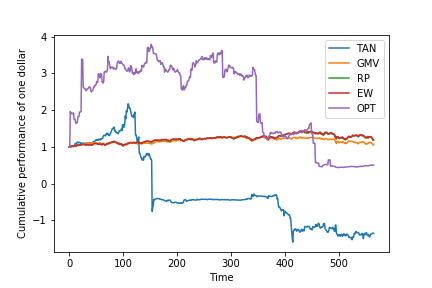 Cumulative performance of one dollar
4
3
2
1
0
−1
0
100
200
300
400
500
Time
TAN
GMV
RP
EW
OPT